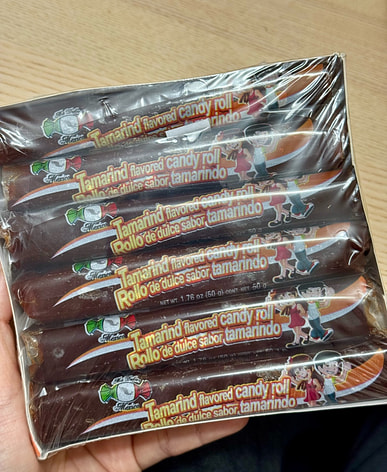 Tamarind flavored candy roll
Rollo de dulce sabor tamarindo
Tamarind flavored candy roll
Rollo de dulce sabor tamarindo
Tamarind flavored candy roll
Rollo de dulce sabor tamarindo
Tamarind flavored candy roll
Rollo de dulce sabor tamarindo
NET WT. 1.76 oz (50 g) CONT. NET. 50 g
Tamarind flavored candy roll
Rollo de dulce sabor tamarindo
Tamarind flavored candy roll
Rollo de dulce sabor tamarindo